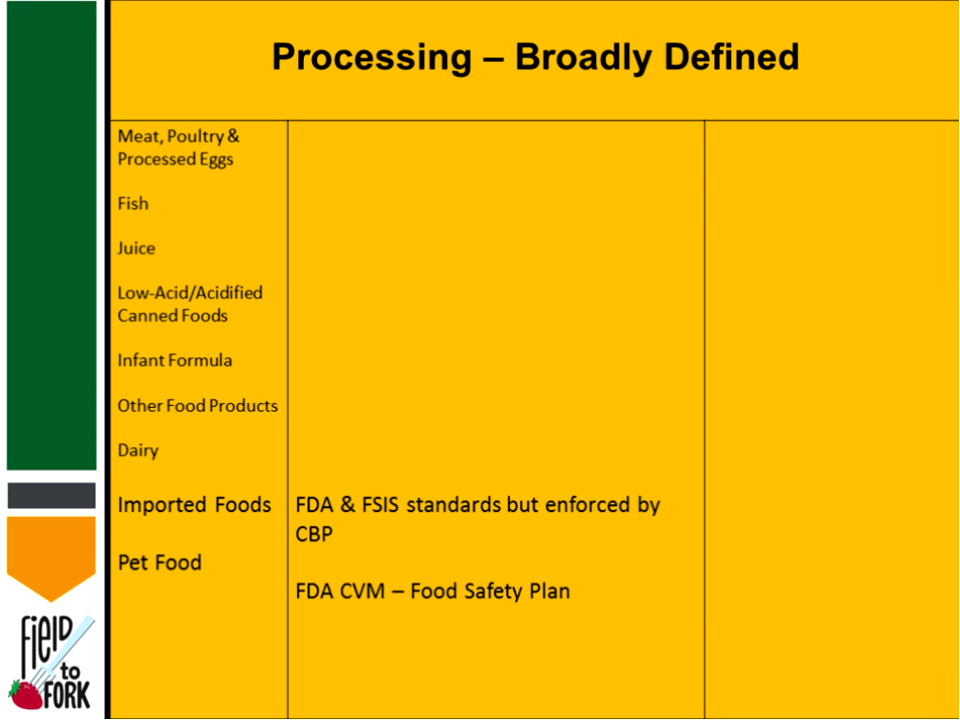 Processing – Broadly Defined
Meat, Poultry &
Processed Eggs
Fish
Juice
Low-Acid/Acidified
Canned Foods
Infant Formula
Other Food Products
Dairy
Imported Foods
Pet Food
FDA & FSIS standards but enforced by
CBP
FDA CVM – Food Safety Plan
FiElD
to
FORK